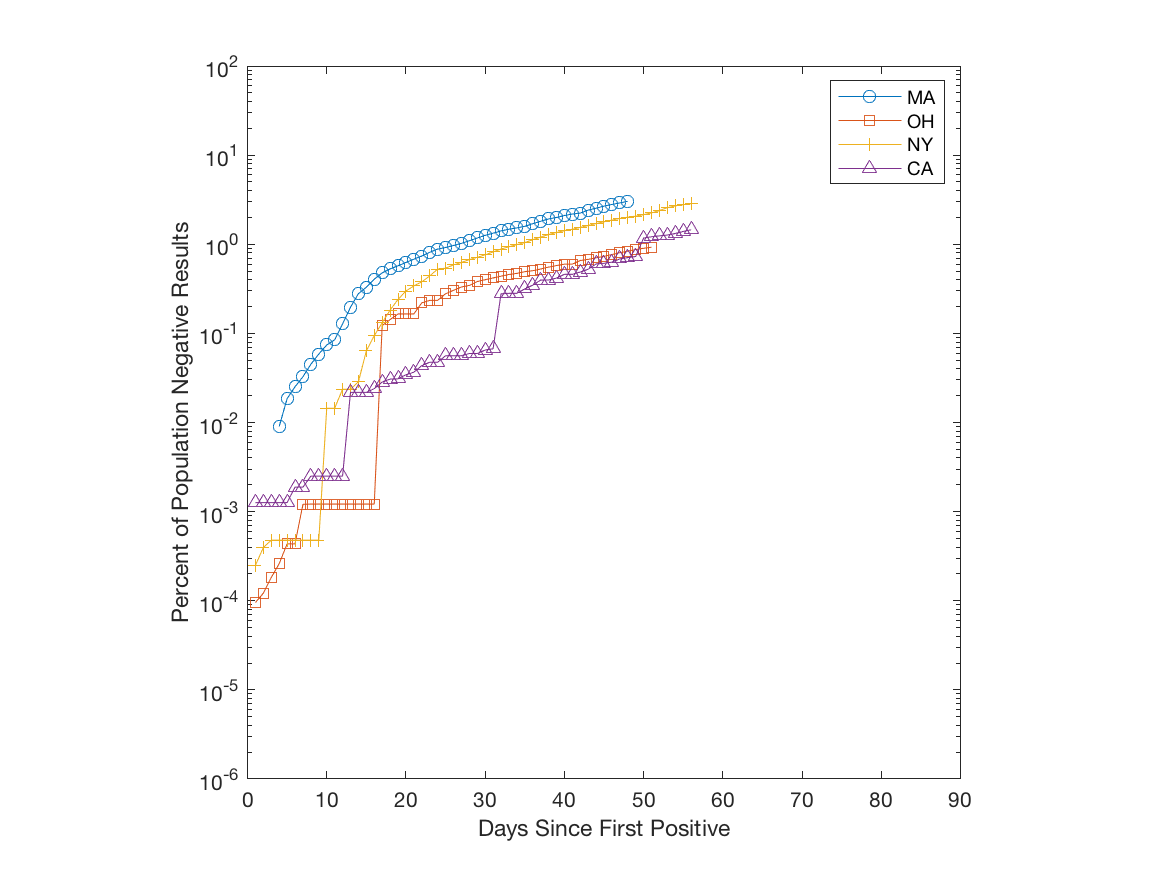 10^2
10^1
10^0
10^-1
10^-2
10^-3
10^-4
10^-5
10^-6
Percent of Population Negative Results
MA
OH
NY
CA
0 10 20 30 40 50 60 70 80 90
Days Since First Positive